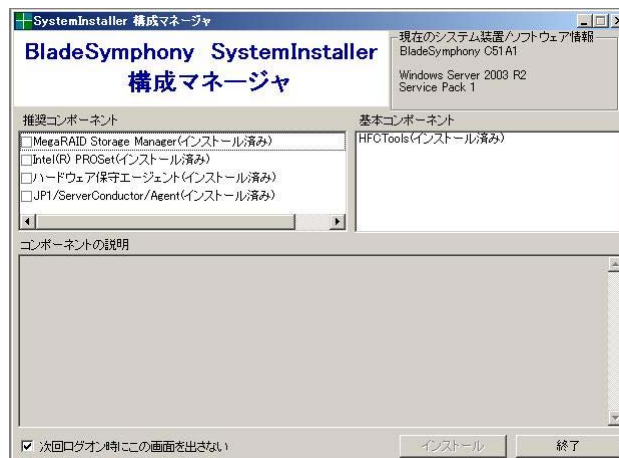 SystemInstaller 構成マネージャ
BladeSymphony SystemInstaller
構成マネージャ
現在のシステム装置/ソフトウェア情報
BladeSymphony C51A1
Windows Server 2003 R2
Service Pack 1
推奨コンポーネント
MegaRAID Storage Manager(インストール済み)
Intel(R) PROSet(インストール済み)
ハードウェア保守エージェント(インストール済み)
JP1/ServerConductor/Agent(インストール済み)
基本コンポーネント
HFCTools(インストール済み)
コンポーネントの説明
次回ログオン時にこの画面を出さない
インストール
終了